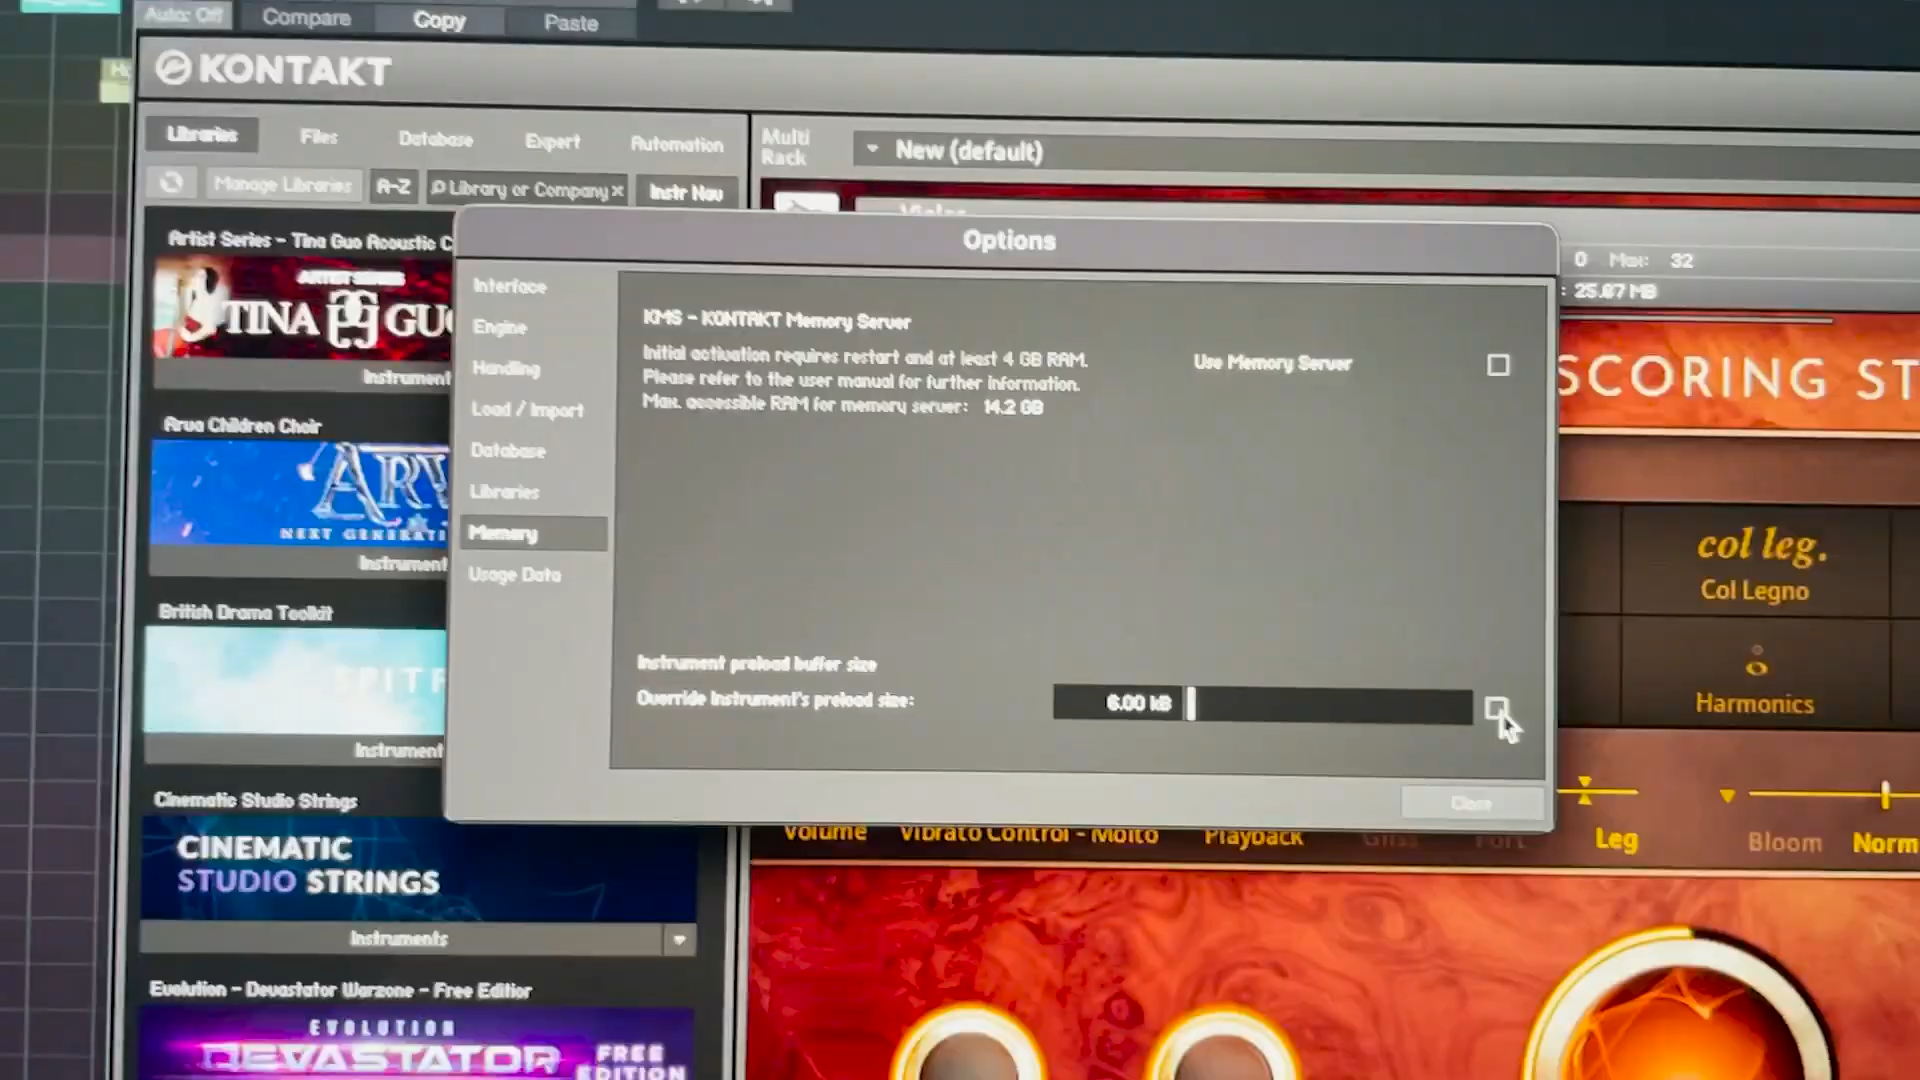 Auto: Off Compare Copy Paste
KONTAKT
Libraries Files Database Expert Automation
Multi Rack New (default)
Manage Libraries A-Z Library or Company × Instr Nav
Artist Series - Tina Guo Acoustic C
ARTIST SERIES
TINA GUO
Instrument
Arva Children Choir
ARV
NEXT GENERATI
Instrument
British Drama Toolkit
SPITF
Instrument
Cinematic Studio Strings
CINEMATIC
STUDIO STRINGS
Instruments
Evolution - Devastator Warzone - Free Edition
EVOLUTION
DEVASTATOR
FREE
EDITION
Options
Interface
Engine
Handling
Load / Import
Database
Libraries
Memory
Usage Data
KMS - KONTAKT Memory Server
Initial activation requires restart and at least 4 GB RAM.
Please refer to the user manual for further information.
Max. accessible RAM for memory server: 14.2 GB
Use Memory Server
Instrument preload buffer size
Override Instrument's preload size: 6.00 kB
Close
0 Max: 32
: 25.87 MB
SCORING ST
col leg.
Col Legno
Harmonics
Volume Vibrato Control - Molto Playback Leg Bloom Norm